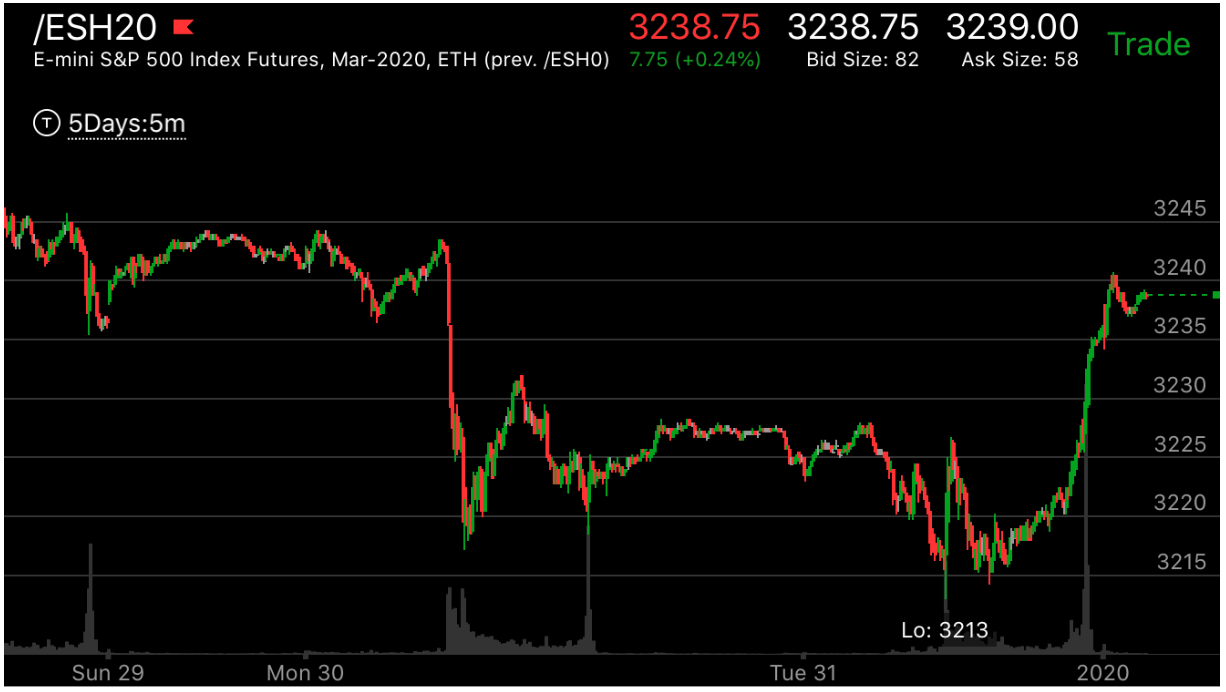 /ESH20 3238.75 3238.75 3239.00 Trade
E-mini S&P 500 Index Futures, Mar-2020, ETH (prev. /ESH0) 7.75 (+0.24%) Bid Size: 82 Ask Size: 58
T 5Days:5m
3245
3240
3235
3230
3225
3220
3215
Lo: 3213
Sun 29 Mon 30 Tue 31 2020